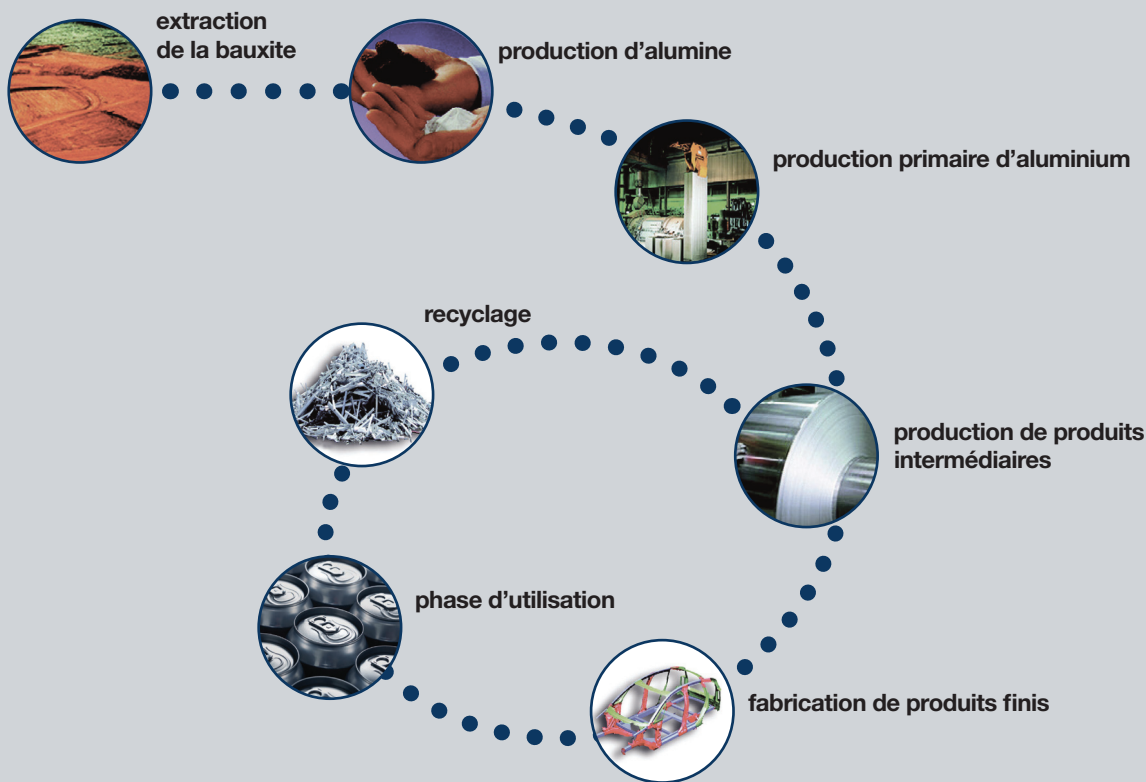 extraction
de la bauxite
production d’alumine
production primaire d’aluminium
recyclage
production de produits
intermédiaires
phase d’utilisation
fabrication de produits finis